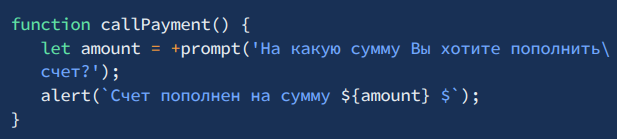 function callPayment() {
let amount = +prompt('На какую сумму Вы хотите пополнить\
счет?');
alert(`Счет пополнен на сумму ${amount} $`);
}